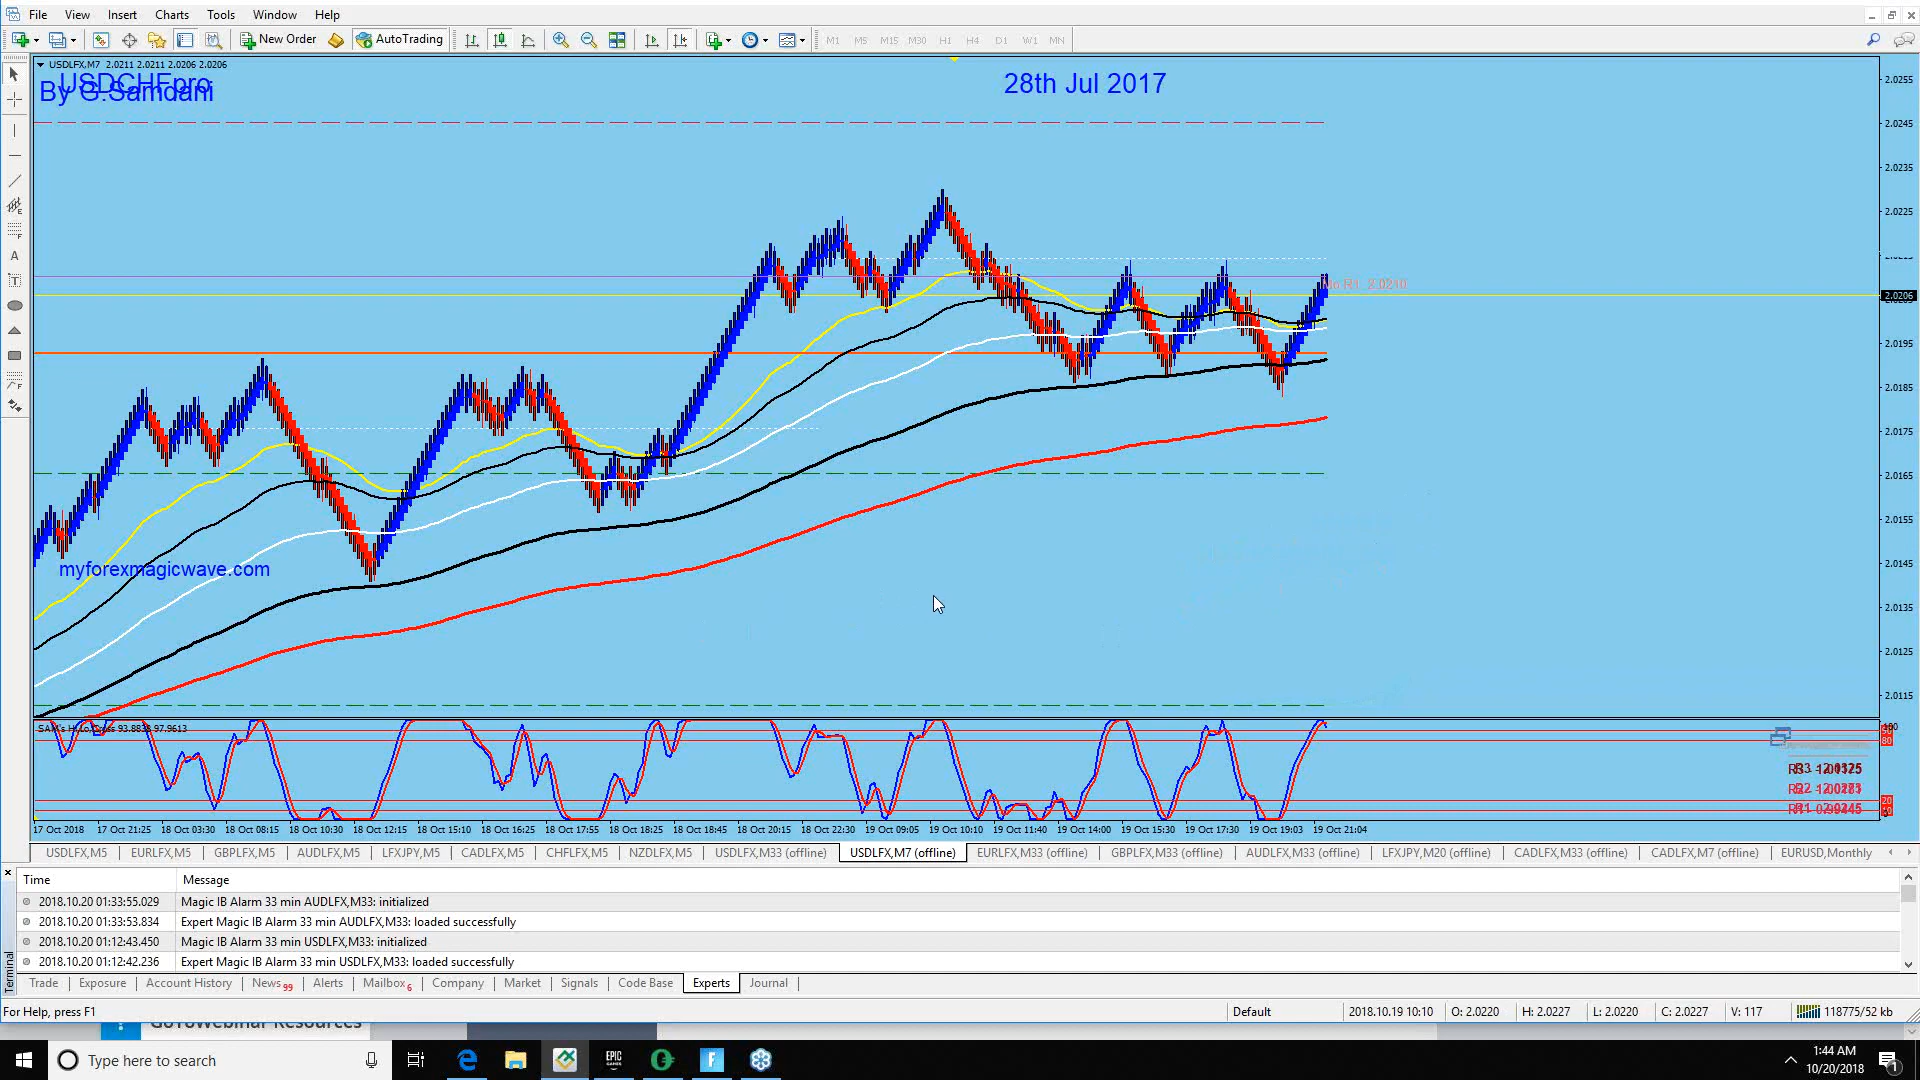 File View Insert Charts Tools Window Help
New Order AutoTrading M1 M5 M15 M30 H1 H4 D1 W1 MN
USDLFX,M7 2.0211 2.0211 2.0206 2.0206
USDCHFpro
By G.Samdani
28th Jul 2017
2.0255
2.0245
2.0235
2.0225
Mo R1 2.0210
2.0206
2.0195
2.0185
2.0175
2.0165
2.0155
2.0145
2.0135
2.0125
2.0115
myforexmagicwave.com
100
80
20
17 Oct 2018 17 Oct 21:25 18 Oct 03:30 18 Oct 08:15 18 Oct 10:30 18 Oct 12:15 18 Oct 15:10 18 Oct 16:25 18 Oct 17:55 18 Oct 18:25 18 Oct 18:45 18 Oct 20:15 18 Oct 22:30 19 Oct 09:05 19 Oct 10:10 19 Oct 11:40 19 Oct 14:00 19 Oct 15:30 19 Oct 17:30 19 Oct 19:03 19 Oct 21:04
USDLFX,M5 EURLFX,M5 GBPLFX,M5 AUDLFX,M5 LFXJPY,M5 CADLFX,M5 CHFLFX,M5 NZDLFX,M5 USDLFX,M33 (offline) USDLFX,M7 (offline) EURLFX,M33 (offline) GBPLFX,M33 (offline) AUDLFX,M33 (offline) LFXJPY,M20 (offline) CADLFX,M33 (offline) CADLFX,M7 (offline) EURUSD,Monthly
Time Message
2018.10.20 01:33:55.029 Magic IB Alarm 33 min AUDLFX,M33: initialized
2018.10.20 01:33:53.834 Expert Magic IB Alarm 33 min AUDLFX,M33: loaded successfully
2018.10.20 01:12:43.450 Magic IB Alarm 33 min USDLFX,M33: initialized
2018.10.20 01:12:42.236 Expert Magic IB Alarm 33 min USDLFX,M33: loaded successfully
Terminal
Trade Exposure Account History News 99 Alerts Mailbox 6 Company Market Signals Code Base Experts Journal
For Help, press F1 Default 2018.10.19 10:10 O: 2.0220 H: 2.0227 L: 2.0220 C: 2.0227 V: 117 118775/52 kb
GoToWebinar Resources
Type here to search
EPIC GAMES
1:44 AM
10/20/2018
1